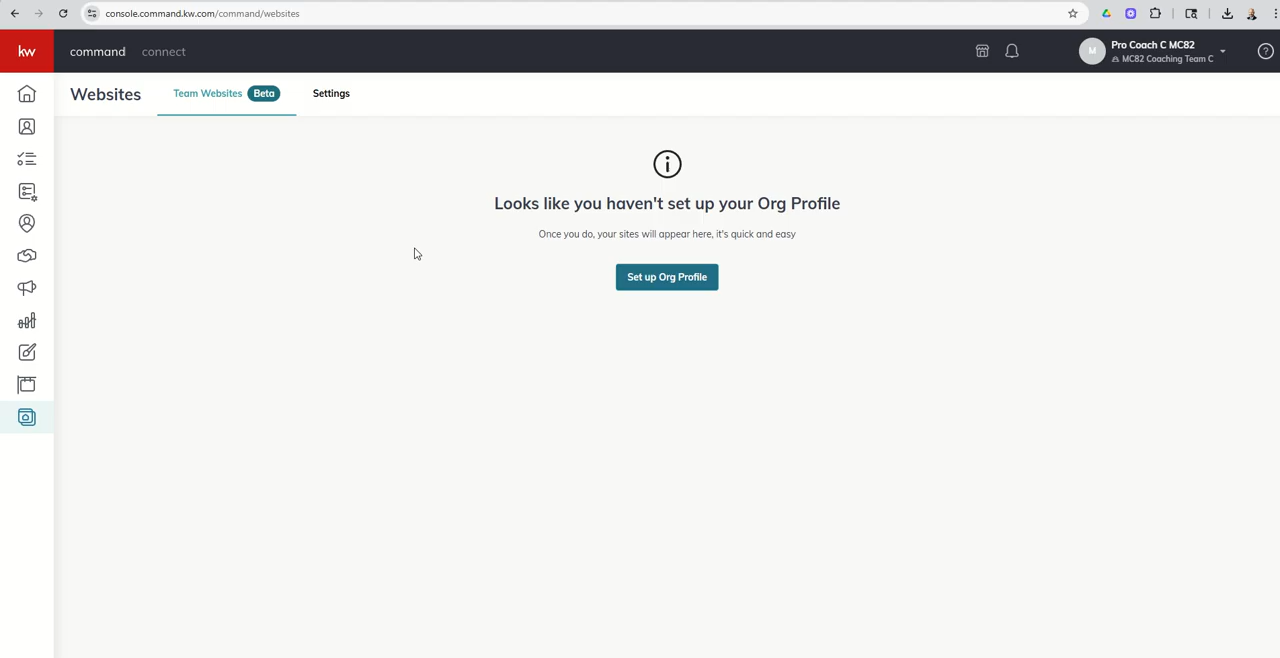 console.command.kw.com/command/websites
kw
command
connect
M
Pro Coach C MC82
MC82 Coaching Team C
?
Websites
Team Websites
Beta
Settings
Looks like you haven't set up your Org Profile
Once you do, your sites will appear here, it's quick and easy
Set up Org Profile